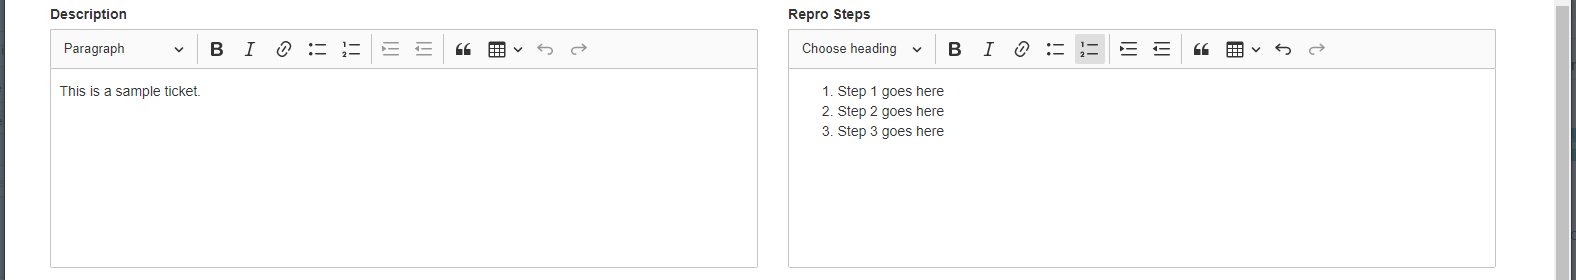 Description
Paragraph
This is a sample ticket.
Repro Steps
Choose heading
1. Step 1 goes here
2. Step 2 goes here
3. Step 3 goes here